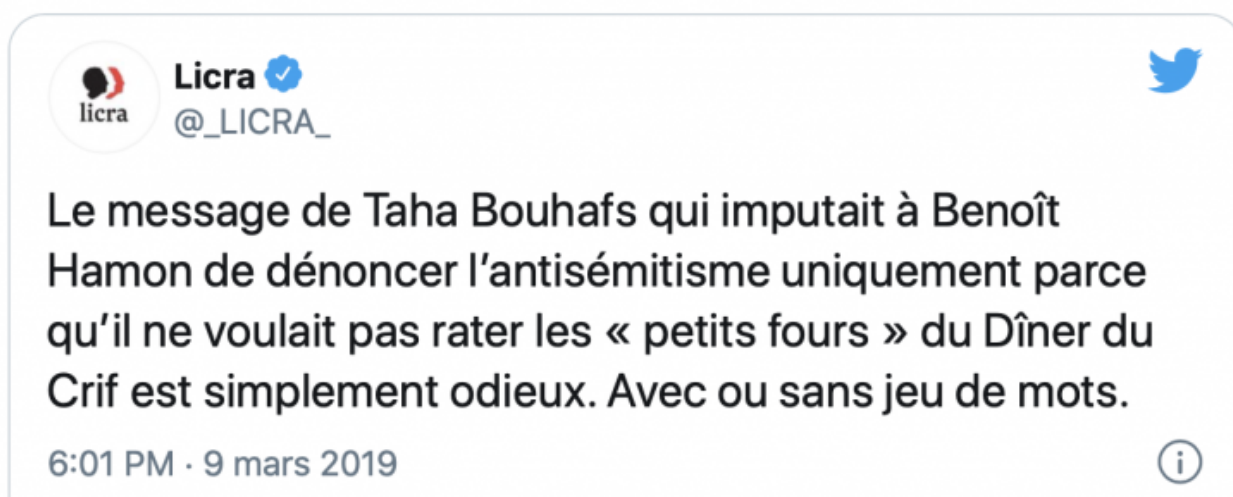 Licra
licra
@_LICRA_
Le message de Taha Bouhafs qui imputait à Benoît
Hamon de dénoncer l'antisémitisme uniquement parce
qu'il ne voulait pas rater les « petits fours » du Dîner du
Crif est simplement odieux. Avec ou sans jeu de mots.
6:01 PM · 9 mars 2019